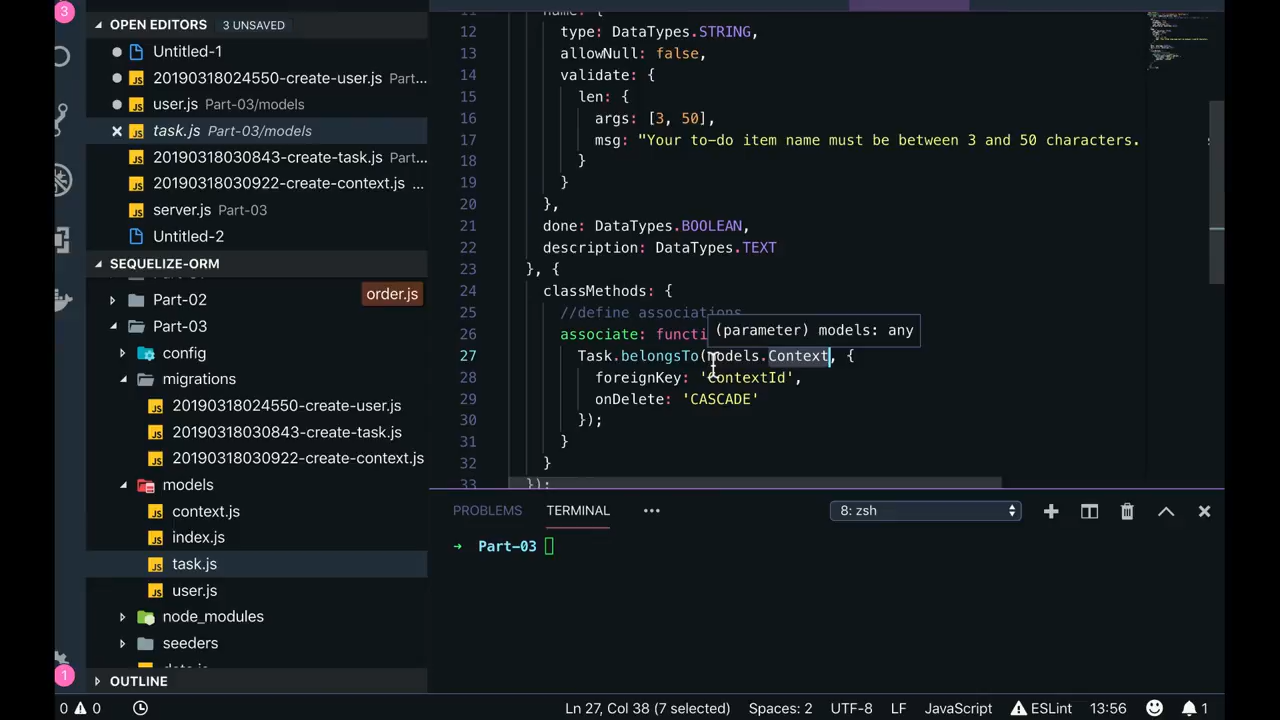 3
OPEN EDITORS 3 UNSAVED
Untitled-1
20190318024550-create-user.js Part...
user.js Part-03/models
task.js Part-03/models
20190318030843-create-task.js Part...
20190318030922-create-context.js ...
server.js Part-03
Untitled-2
SEQUELIZE-ORM
Part-02
order.js
Part-03
config
migrations
20190318024550-create-user.js
20190318030843-create-task.js
20190318030922-create-context.js
models
context.js
index.js
task.js
user.js
node_modules
seeders
OUTLINE
1
11 name: {
12 type: DataTypes.STRING,
13 allowNull: false,
14 validate: {
15 len: {
16 args: [3, 50],
17 msg: "Your to-do item name must be between 3 and 50 characters.
18 }
19 }
20 },
21 done: DataTypes.BOOLEAN,
22 description: DataTypes.TEXT
23 }, {
24 classMethods: {
25 //define associations
(parameter) models: any
26 associate: functi
27 Task.belongsTo(models.Context, {
28 foreignKey: 'contextId',
29 onDelete: 'CASCADE'
30 });
31 }
32 }
33 });
PROBLEMS TERMINAL ••• 8: zsh
→ Part-03
0 0 Ln 27, Col 38 (7 selected) Spaces: 2 UTF-8 LF JavaScript ESLint 13:56 1